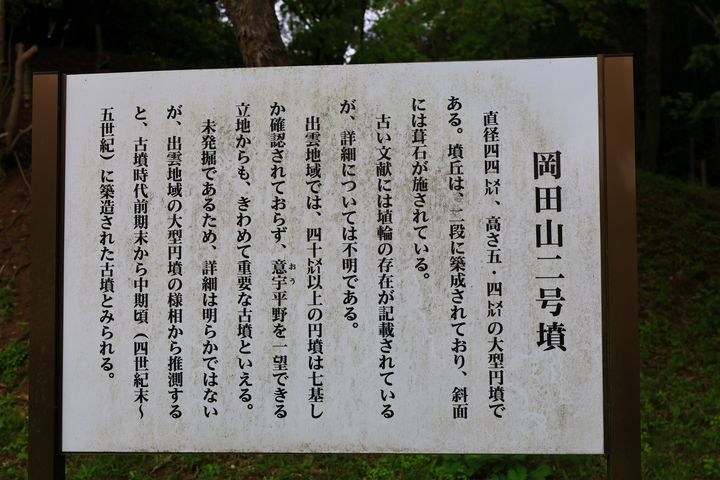 岡田山二号墳
直径四四㍍、高さ五・四㍍の大型円墳で
ある。墳丘は、二段に築成されており、斜面
には葺石が施されている。
古い文献には埴輪の存在が記載されている
が、詳細については不明である。
出雲地域では、四十㍍以上の円墳は七基し
か確認されておらず、意宇平野を一望できる
おう
立地からも、きわめて重要な古墳といえる。
未発掘であるため、詳細は明らかではない
が、出雲地域の大型円墳の様相から推測する
と、古墳時代前期末から中期頃（四世紀末〜
五世紀）に築造された古墳とみられる。